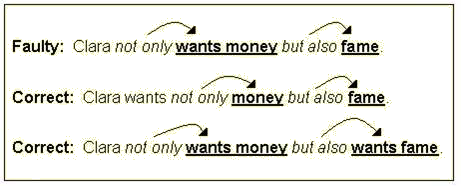 Faulty: Clara not only wants money but also fame.
Correct: Clara wants not only money but also fame.
Correct: Clara not only wants money but also wants fame.